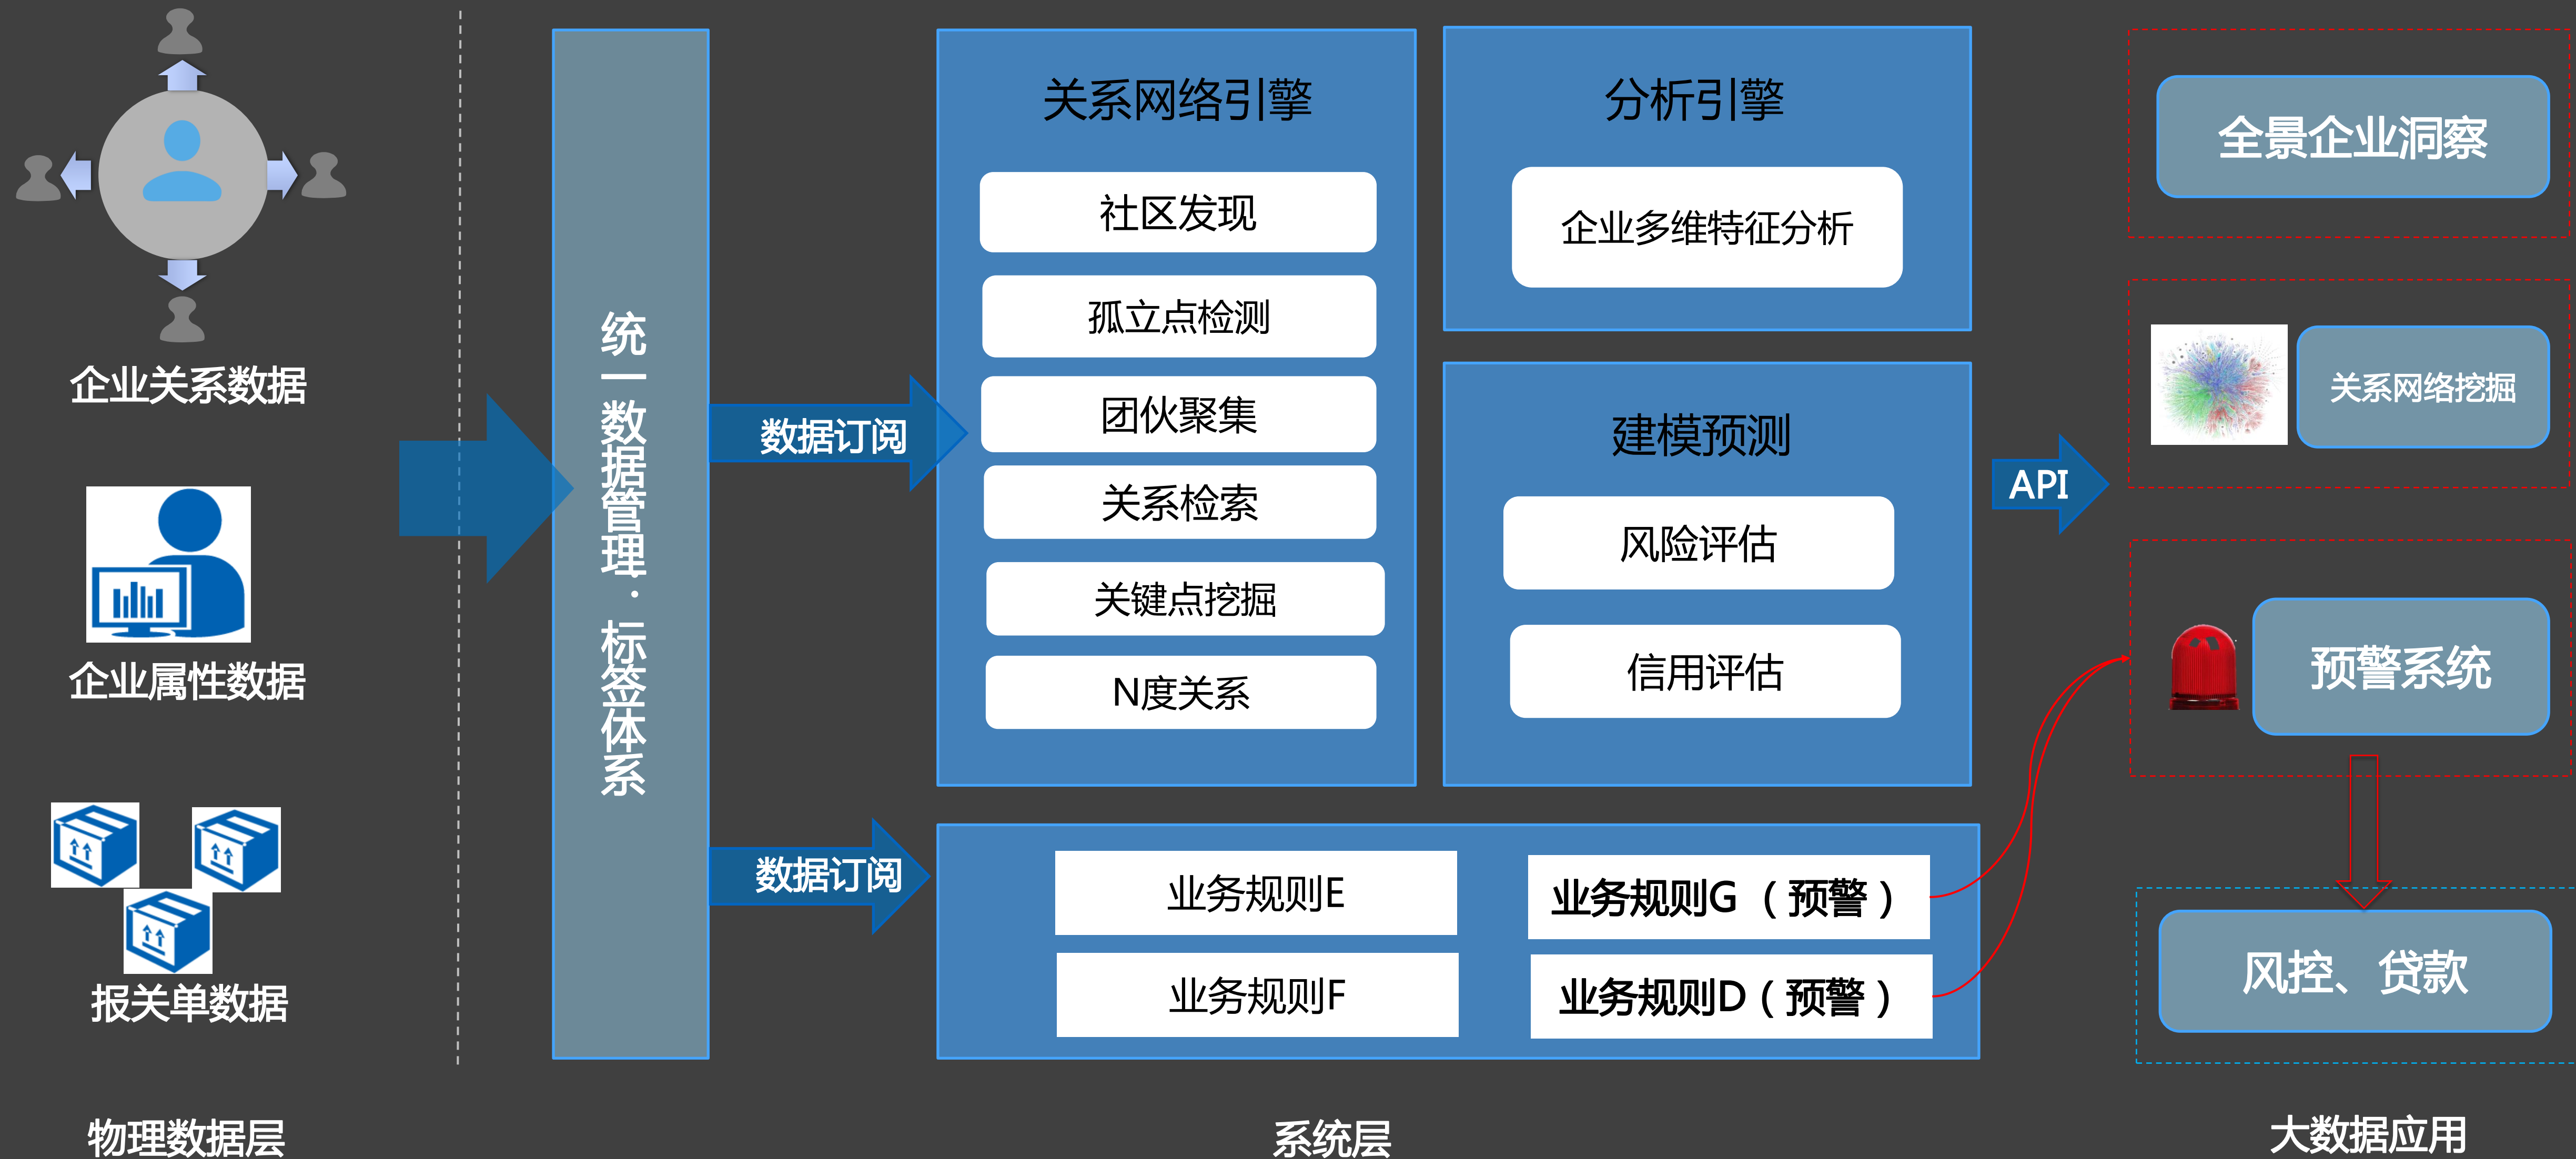 企业关系数据
企业属性数据
报关单数据
物理数据层
统一数据管理：标签体系
数据订阅
数据订阅
关系网络引擎
社区发现
孤立点检测
团伙聚集
关系检索
关键点挖掘
N度关系
分析引擎
企业多维特征分析
建模预测
风险评估
信用评估
业务规则E
业务规则G（预警）
业务规则F
业务规则D（预警）
系统层
API
全景企业洞察
关系网络挖掘
预警系统
风控、贷款
大数据应用